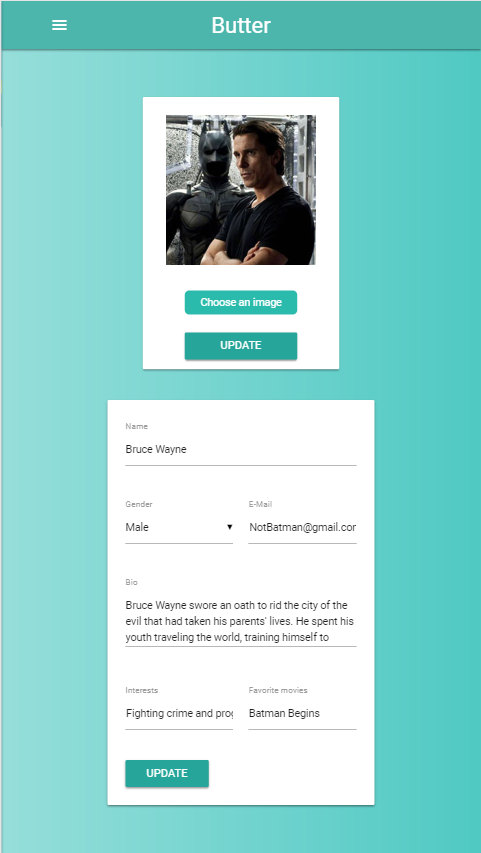 Butter
Choose an image
UPDATE
Name
Bruce Wayne
Gender
E-Mail
Male
NotBatman@gmail.com
Bio
Bruce Wayne swore an oath to rid the city of the
evil that had taken his parents' lives. He spent his
youth traveling the world, training himself to
Interests
Favorite movies
Fighting crime and prog
Batman Begins
UPDATE